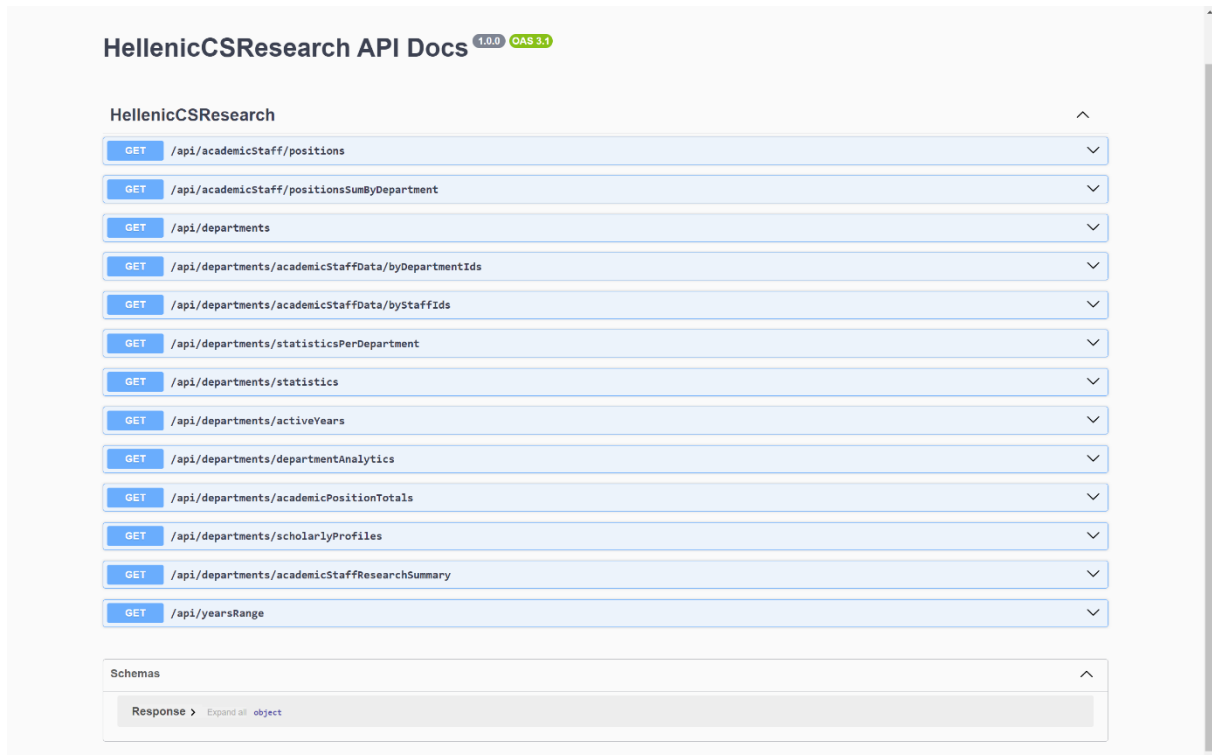 HellenicCSResearch API Docs 1.0.0 OAS 3.1
HellenicCSResearch
GET /api/academicStaff/positions
GET /api/academicStaff/positionsSumByDepartment
GET /api/departments
GET /api/departments/academicStaffData/byDepartmentIds
GET /api/departments/academicStaffData/byStaffIds
GET /api/departments/statisticsPerDepartment
GET /api/departments/statistics
GET /api/departments/activeYears
GET /api/departments/departmentAnalytics
GET /api/departments/academicPositionTotals
GET /api/departments/scholarlyProfiles
GET /api/departments/academicStaffResearchSummary
GET /api/yearsRange
Schemas
Response Expand all object